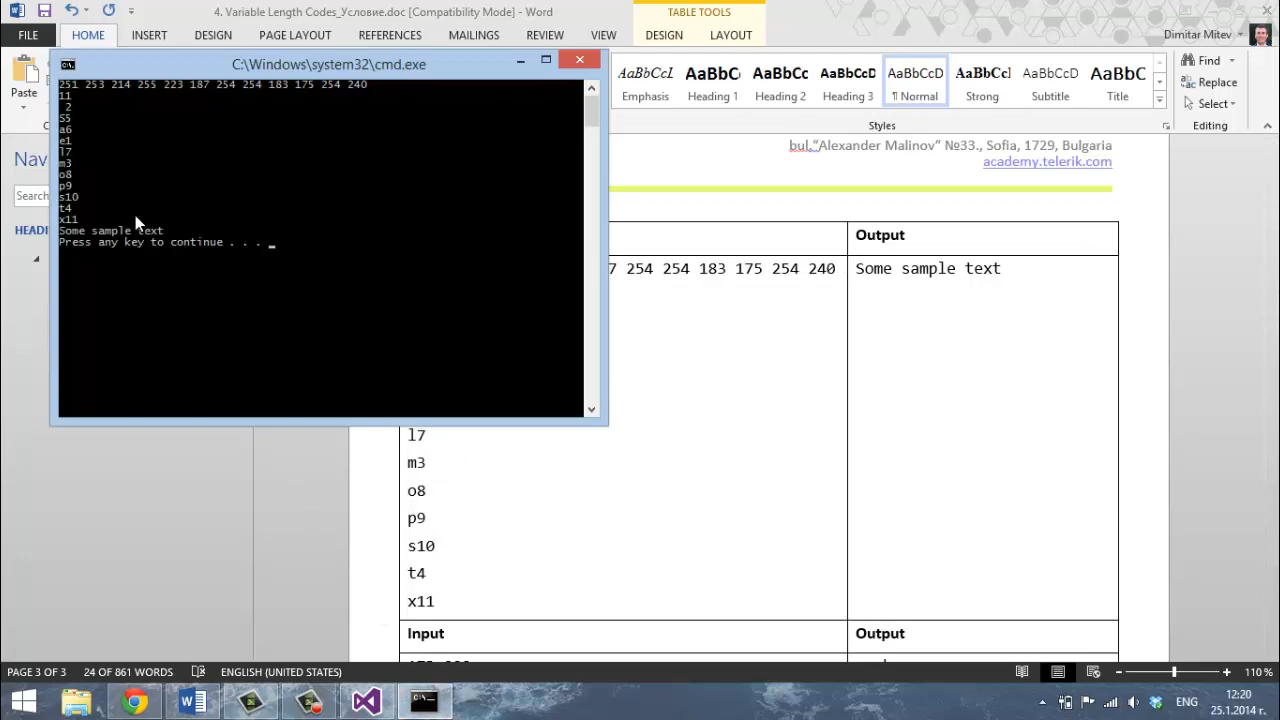 4. Variable Length Codes_Условие.doc [Compatibility Mode] - Word
TABLE TOOLS
FILE HOME INSERT DESIGN PAGE LAYOUT REFERENCES MAILINGS REVIEW VIEW DESIGN LAYOUT
Dimitar Mitev
C:\Windows\system32\cmd.exe
251 253 214 255 223 187 254 254 183 175 254 240
11
2
S5
a6
e1
l7
m3
o8
p9
s10
t4
x11
Some sample text
Press any key to continue . . . _
Paste
AaBbCcL AaBbC AaBbCc AaBbCc AaBbCcD AaBbCcl AaBbCcD AaBbC
Emphasis Heading 1 Heading 2 Heading 3 ¶ Normal Strong Subtitle Title
Styles
Find
Replace
Select
Editing
Nav
Search
HEADI
bul. "Alexander Malinov" №33., Sofia, 1729, Bulgaria
academy.telerik.com
Output
7 254 254 183 175 254 240
Some sample text
l7
m3
o8
p9
s10
t4
x11
Input
Output
PAGE 3 OF 3 24 OF 861 WORDS ENGLISH (UNITED STATES)
110 %
ENG
12:20
25.1.2014 г.